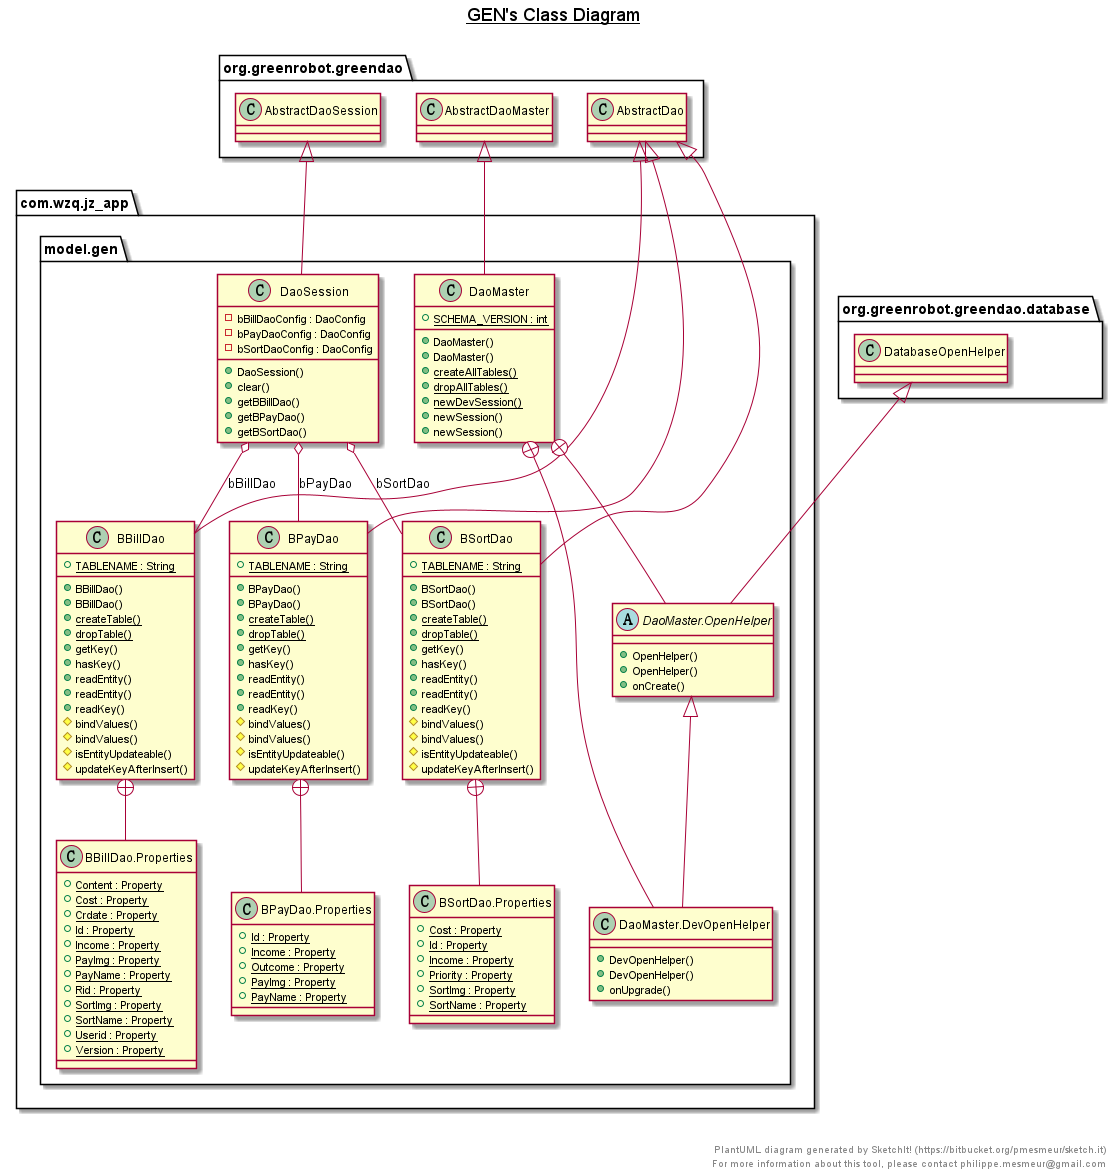 GEN's Class Diagram
org.greenrobot.greendao
C AbstractDaoSession
C AbstractDaoMaster
C AbstractDao
com.wzq.jz_app
model.gen
C DaoSession
bBillDaoConfig : DaoConfig
bPayDaoConfig : DaoConfig
bSortDaoConfig : DaoConfig
DaoSession()
clear()
getBBillDao()
getBPayDao()
getBSortDao()
C DaoMaster
SCHEMA_VERSION : int
DaoMaster()
DaoMaster()
createAllTables()
dropAllTables()
newDevSession()
newSession()
newSession()
org.greenrobot.greendao.database
C DatabaseOpenHelper
bBillDao
bPayDao
bSortDao
C BBillDao
TABLENAME : String
BBillDao()
BBillDao()
createTable()
dropTable()
getKey()
hasKey()
readEntity()
readEntity()
readKey()
bindValues()
bindValues()
isEntityUpdateable()
updateKeyAfterInsert()
C BPayDao
TABLENAME : String
BPayDao()
BPayDao()
createTable()
dropTable()
getKey()
hasKey()
readEntity()
readEntity()
readKey()
bindValues()
bindValues()
isEntityUpdateable()
updateKeyAfterInsert()
C BSortDao
TABLENAME : String
BSortDao()
BSortDao()
createTable()
dropTable()
getKey()
hasKey()
readEntity()
readEntity()
readKey()
bindValues()
bindValues()
isEntityUpdateable()
updateKeyAfterInsert()
A DaoMaster.OpenHelper
OpenHelper()
OpenHelper()
onCreate()
C BBillDao.Properties
Content : Property
Cost : Property
Crdate : Property
Id : Property
Income : Property
PayImg : Property
PayName : Property
Rid : Property
SortImg : Property
SortName : Property
Userid : Property
Version : Property
C BPayDao.Properties
Id : Property
Income : Property
Outcome : Property
PayImg : Property
PayName : Property
C BSortDao.Properties
Cost : Property
Id : Property
Income : Property
Priority : Property
SortImg : Property
SortName : Property
C DaoMaster.DevOpenHelper
DevOpenHelper()
DevOpenHelper()
onUpgrade()
PlantUML diagram generated by SketchIt! (https://bitbucket.org/pmesmeur/sketch.it)
For more information about this tool, please contact philippe.mesmeur@gmail.com